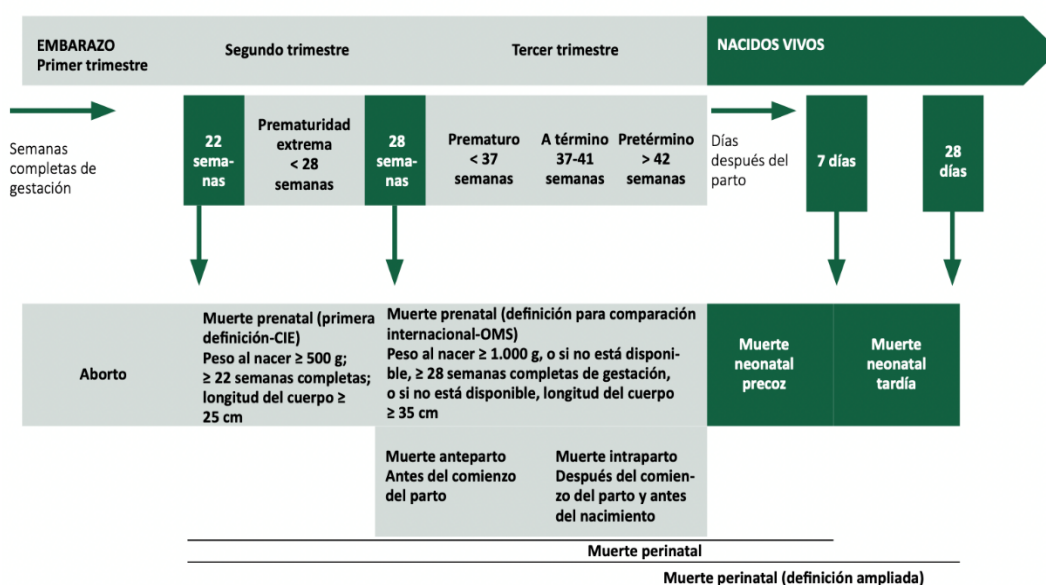 EMBARAZO
Primer trimestre
Segundo trimestre
Tercer trimestre
NACIDOS VIVOS
Semanas
completas de
gestación
22
sema-
nas
Prematuridad
extrema
< 28
semanas
28
sema-
nas
Prematuro
< 37
semanas
A término
37-41
semanas
Pretérmino
> 42
semanas
Días
después del
parto
7 días
28
días
Aborto
Muerte prenatal (primera
definición-CIE)
Peso al nacer ≥ 500 g;
≥ 22 semanas completas;
longitud del cuerpo ≥
25 cm
Muerte prenatal (definición para comparación
internacional-OMS)
Peso al nacer ≥ 1.000 g, o si no está disponi-
ble, ≥ 28 semanas completas de gestación,
o si no está disponible, longitud del cuerpo
≥ 35 cm
Muerte
neonatal
precoz
Muerte
neonatal
tardía
Muerte anteparto
Antes del comienzo
del parto
Muerte intraparto
Después del comien-
zo del parto y antes
del nacimiento
Muerte perinatal
Muerte perinatal (definición ampliada)